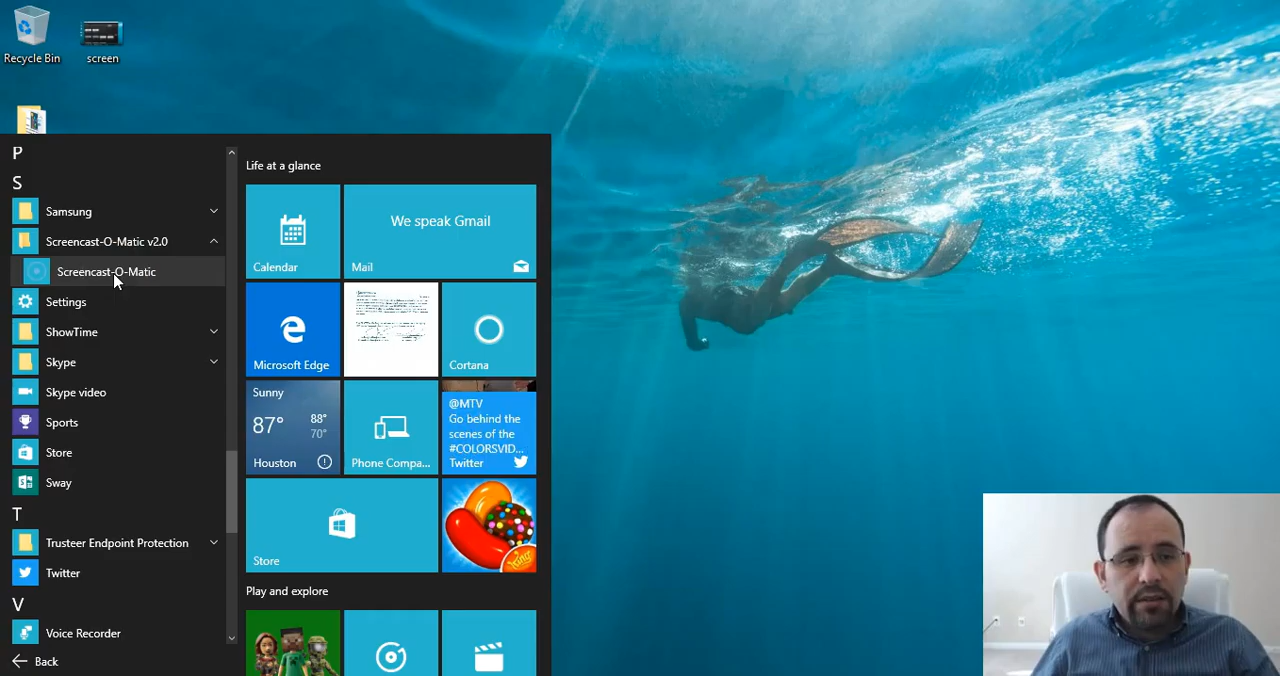 Recycle Bin
screen
P
S
Samsung
Screencast-O-Matic v2.0
Screencast-O-Matic
Settings
ShowTime
Skype
Skype video
Sports
Store
Sway
T
Trusteer Endpoint Protection
Twitter
V
Voice Recorder
Back
Life at a glance
Calendar
We speak Gmail
Mail
Microsoft Edge
Cortana
Sunny
87°
88°
70°
Houston
Phone Compa...
@MTV
Go behind the
scenes of the
#COLORSVID...
Twitter
Store
King
Play and explore